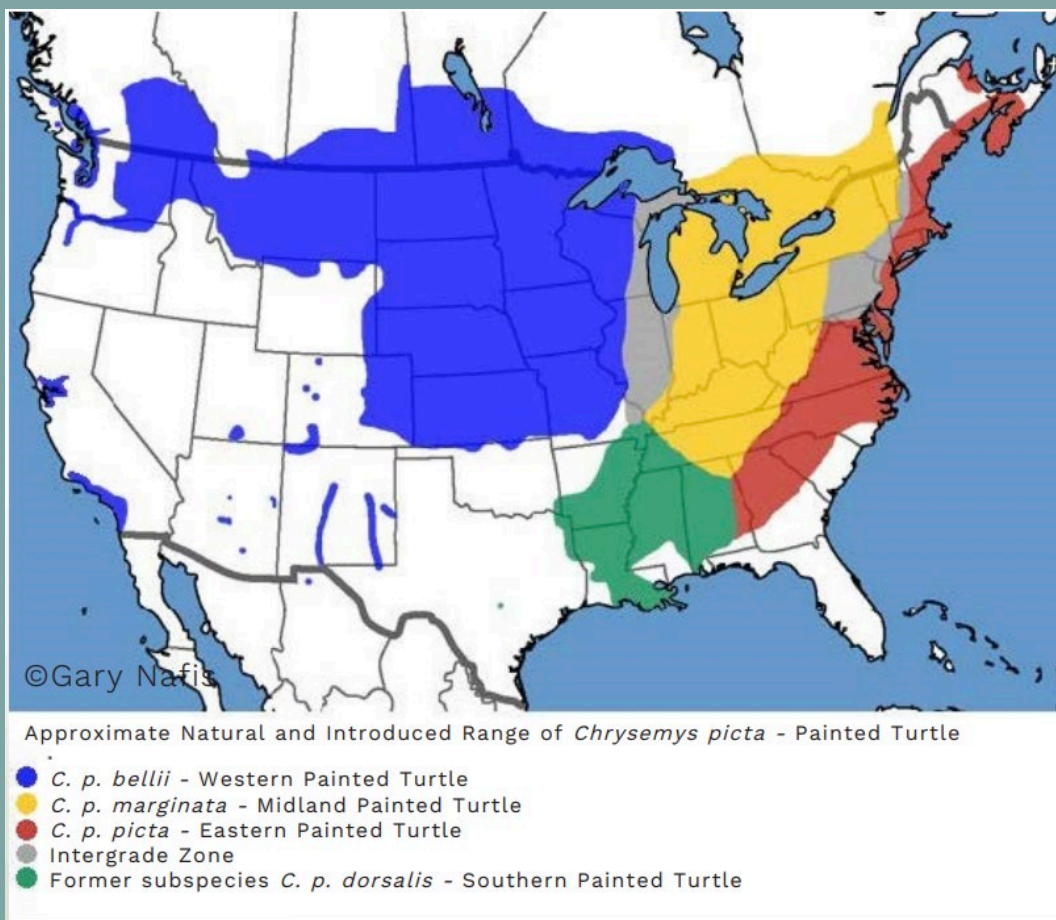 ©Gary Nafis
Approximate Natural and Introduced Range of Chrysemys picta - Painted Turtle
C. p. bellii - Western Painted Turtle
C. p. marginata - Midland Painted Turtle
C. p. picta - Eastern Painted Turtle
Intergrade Zone
Former subspecies C. p. dorsalis - Southern Painted Turtle